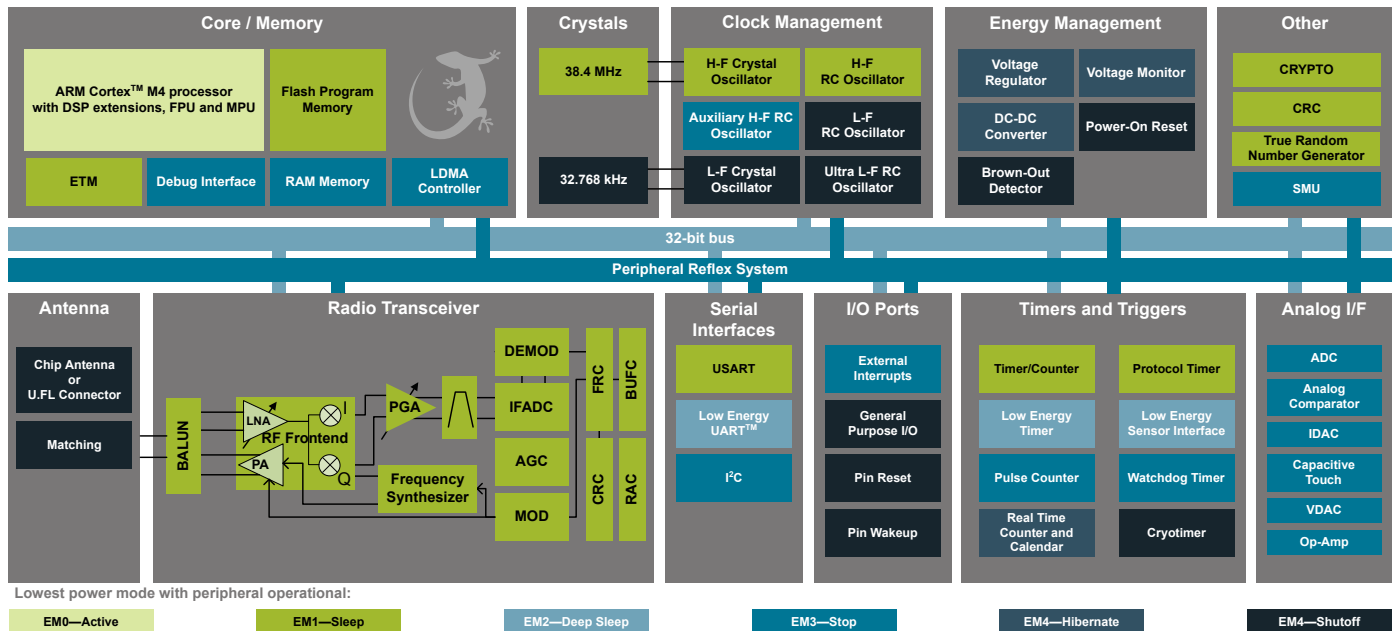 Core / Memory
ARM Cortex™ M4 processor
with DSP extensions, FPU and MPU
Flash Program
Memory
ETM
Debug Interface
RAM Memory
LDMA
Controller
Crystals
38.4 MHz
32.768 kHz
Clock Management
H-F Crystal
Oscillator
H-F
RC Oscillator
Auxiliary H-F RC
Oscillator
L-F
RC Oscillator
L-F Crystal
Oscillator
Ultra L-F RC
Oscillator
Energy Management
Voltage
Regulator
Voltage Monitor
DC-DC
Converter
Power-On Reset
Brown-Out
Detector
Other
CRYPTO
CRC
True Random
Number Generator
SMU
32-bit bus
Peripheral Reflex System
Antenna
Chip Antenna
or
U.FL Connector
Matching
Radio Transceiver
BALUN
LNA
RF Frontend
PA
I
Q
PGA
Frequency
Synthesizer
DEMOD
IFADC
AGC
MOD
FRC
BUFC
CRC
RAC
Serial
Interfaces
USART
Low Energy
UART™
I²C
I/O Ports
External
Interrupts
General
Purpose I/O
Pin Reset
Pin Wakeup
Timers and Triggers
Timer/Counter
Protocol Timer
Low Energy
Timer
Low Energy
Sensor Interface
Pulse Counter
Watchdog Timer
Real Time
Counter and
Calendar
Cryotimer
Analog I/F
ADC
Analog
Comparator
IDAC
Capacitive
Touch
VDAC
Op-Amp
Lowest power mode with peripheral operational:
EM0—Active
EM1—Sleep
EM2—Deep Sleep
EM3—Stop
EM4—Hibernate
EM4—Shutoff